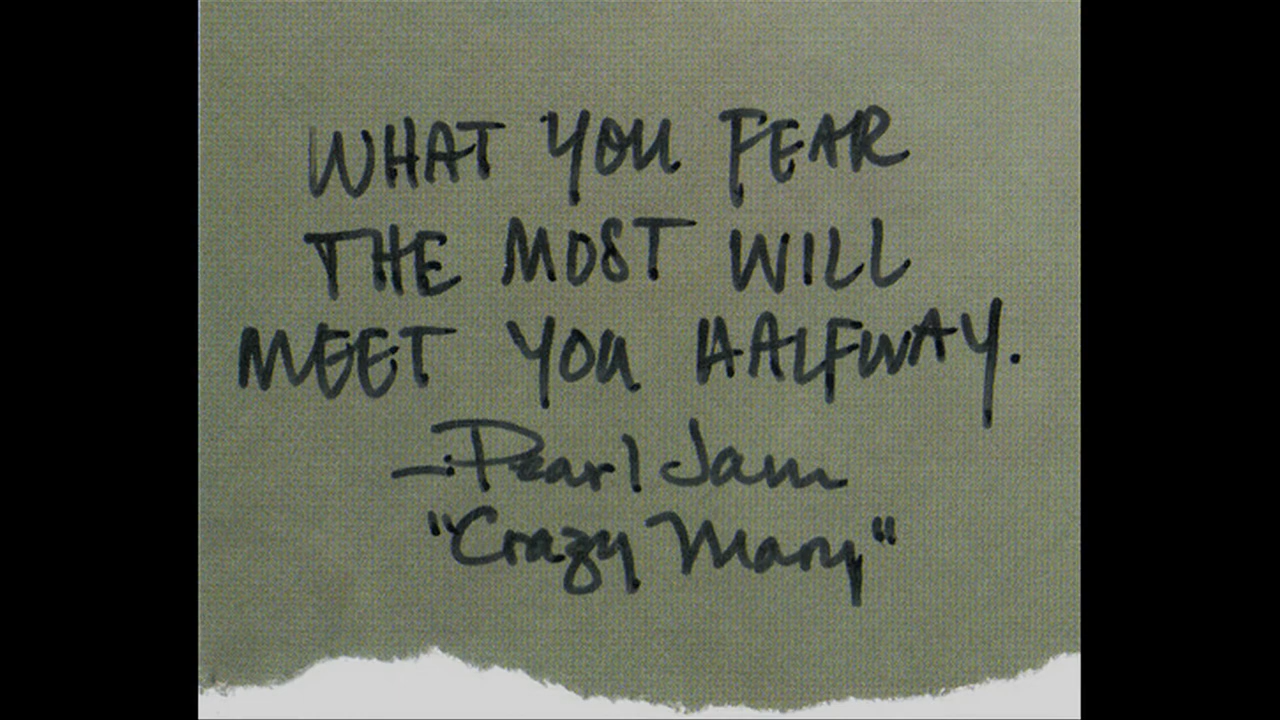 WHAT YOU FEAR
THE MOST WILL
MEET YOU HALFWAY.
—Pearl Jam
"Crazy Mary"